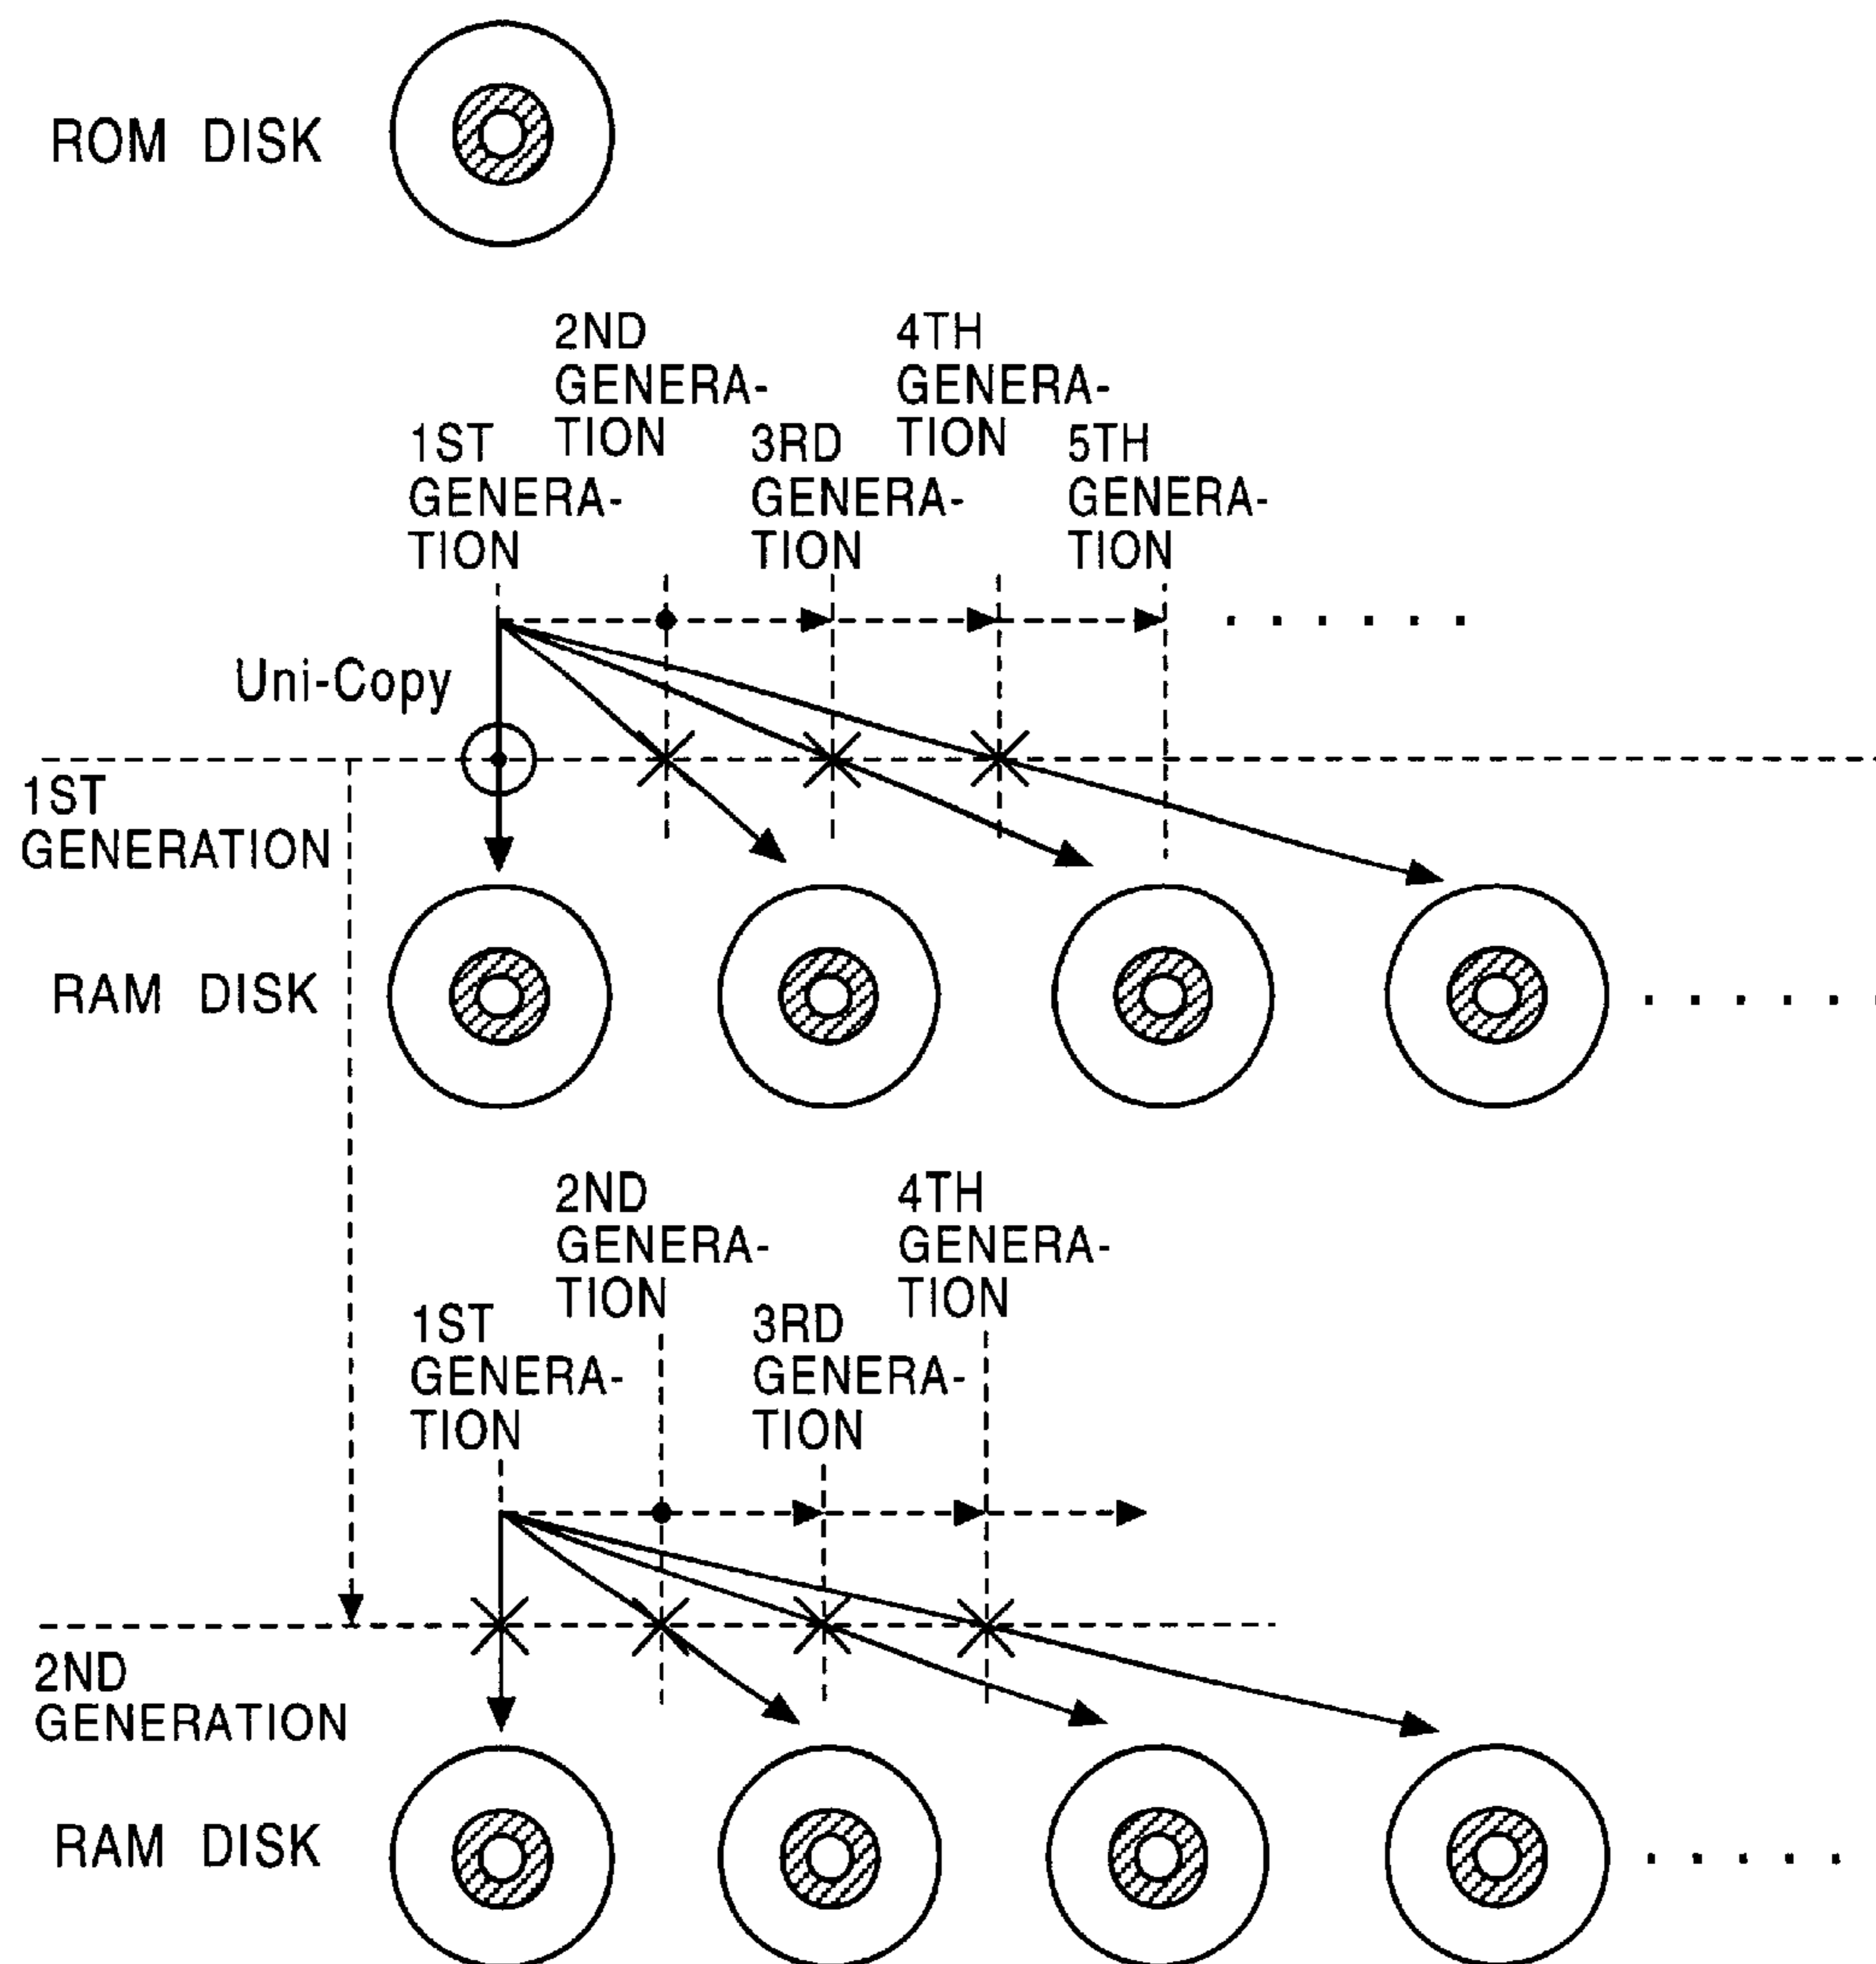 ROM DISK
2ND
GENERA-
TION
4TH
GENERA-
TION
1ST
GENERA-
TION
3RD
GENERA-
TION
5TH
GENERA-
TION
Uni-Copy
1ST
GENERATION
RAM DISK
2ND
GENERA-
TION
4TH
GENERA-
TION
1ST
GENERA-
TION
3RD
GENERA-
TION
2ND
GENERATION
RAM DISK